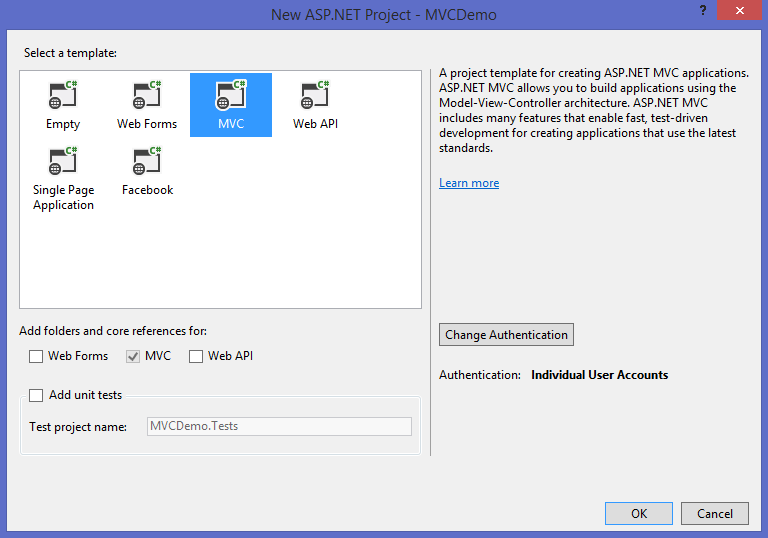 New ASP.NET Project - MVCDemo
?
Select a template:
C# C# C# C#
Empty Web Forms MVC Web API
C# C#
Single Page Facebook
Application
A project template for creating ASP.NET MVC applications.
ASP.NET MVC allows you to build applications using the
Model-View-Controller architecture. ASP.NET MVC
includes many features that enable fast, test-driven
development for creating applications that use the latest
standards.
Learn more
Add folders and core references for:
Web Forms MVC Web API
Add unit tests
Test project name: MVCDemo.Tests
Change Authentication
Authentication: Individual User Accounts
OK Cancel